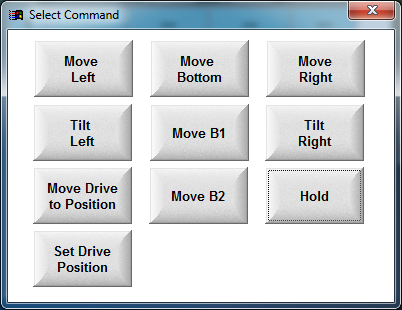 Select Command
Move
Left
Move
Bottom
Move
Right
Tilt
Left
Move B1
Tilt
Right
Move Drive
to Position
Move B2
Hold
Set Drive
Position